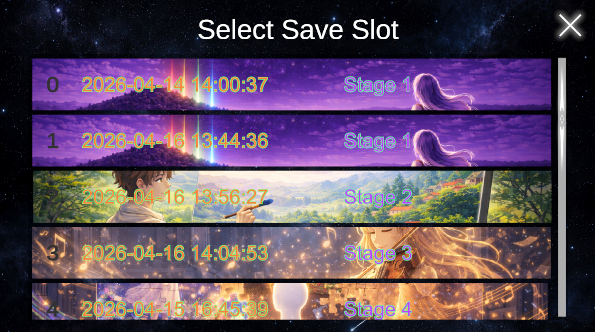 Select Save Slot
0 2026-04-14 14:00:37 Stage 1
1 2026-04-16 13:44:36 Stage 1
2026-04-16 13:56:27 Stage 2
3 2026-04-16 14:04:53 Stage 3
4 2026-04-15 16:45:39 Stage 4